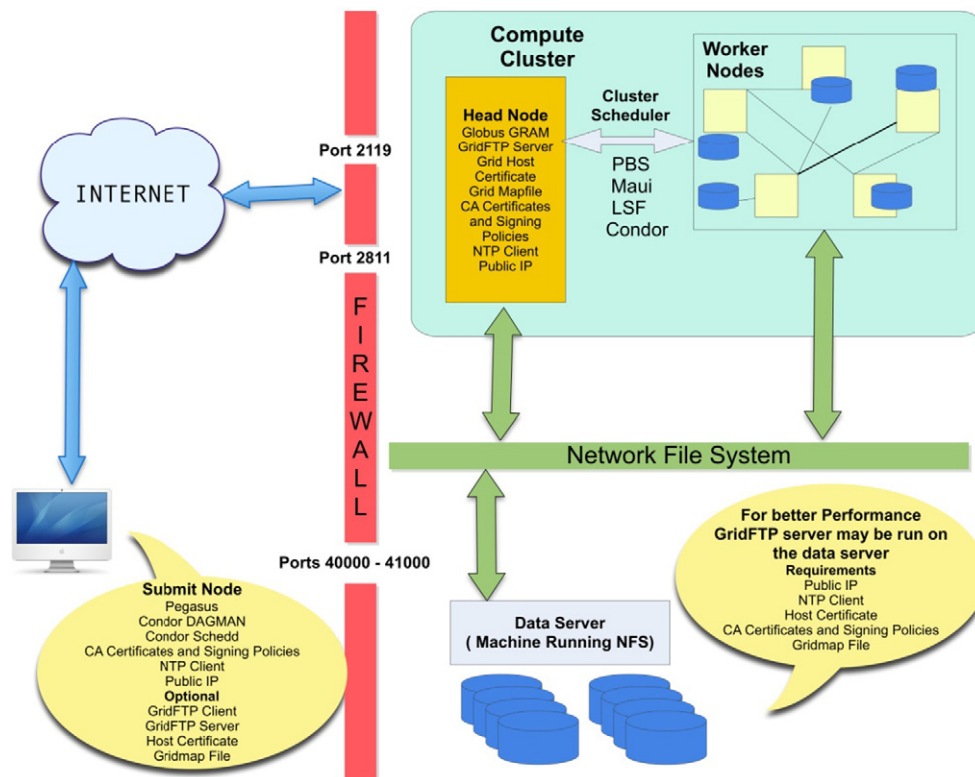 Compute
Cluster
Worker
Nodes
Head Node
Globus GRAM
GridFTP Server
Grid Host
Certificate
Grid Mapfile
CA Certificates
and Signing
Policies
NTP Client
Public IP
Cluster
Scheduler
PBS
Maui
LSF
Condor
INTERNET
Port 2119
Port 2811
FIREWALL
Ports 40000 - 41000
Network File System
Submit Node
Pegasus
Condor DAGMAN
Condor Schedd
CA Certificates and Signing Policies
NTP Client
Public IP
Optional
GridFTP Client
GridFTP Server
Host Certificate
Gridmap File
Data Server
( Machine Running NFS)
For better Performance
GridFTP server may be run on
the data server
Requirements
Public IP
NTP Client
Host Certificate
CA Certificates and Signing Policies
Gridmap File